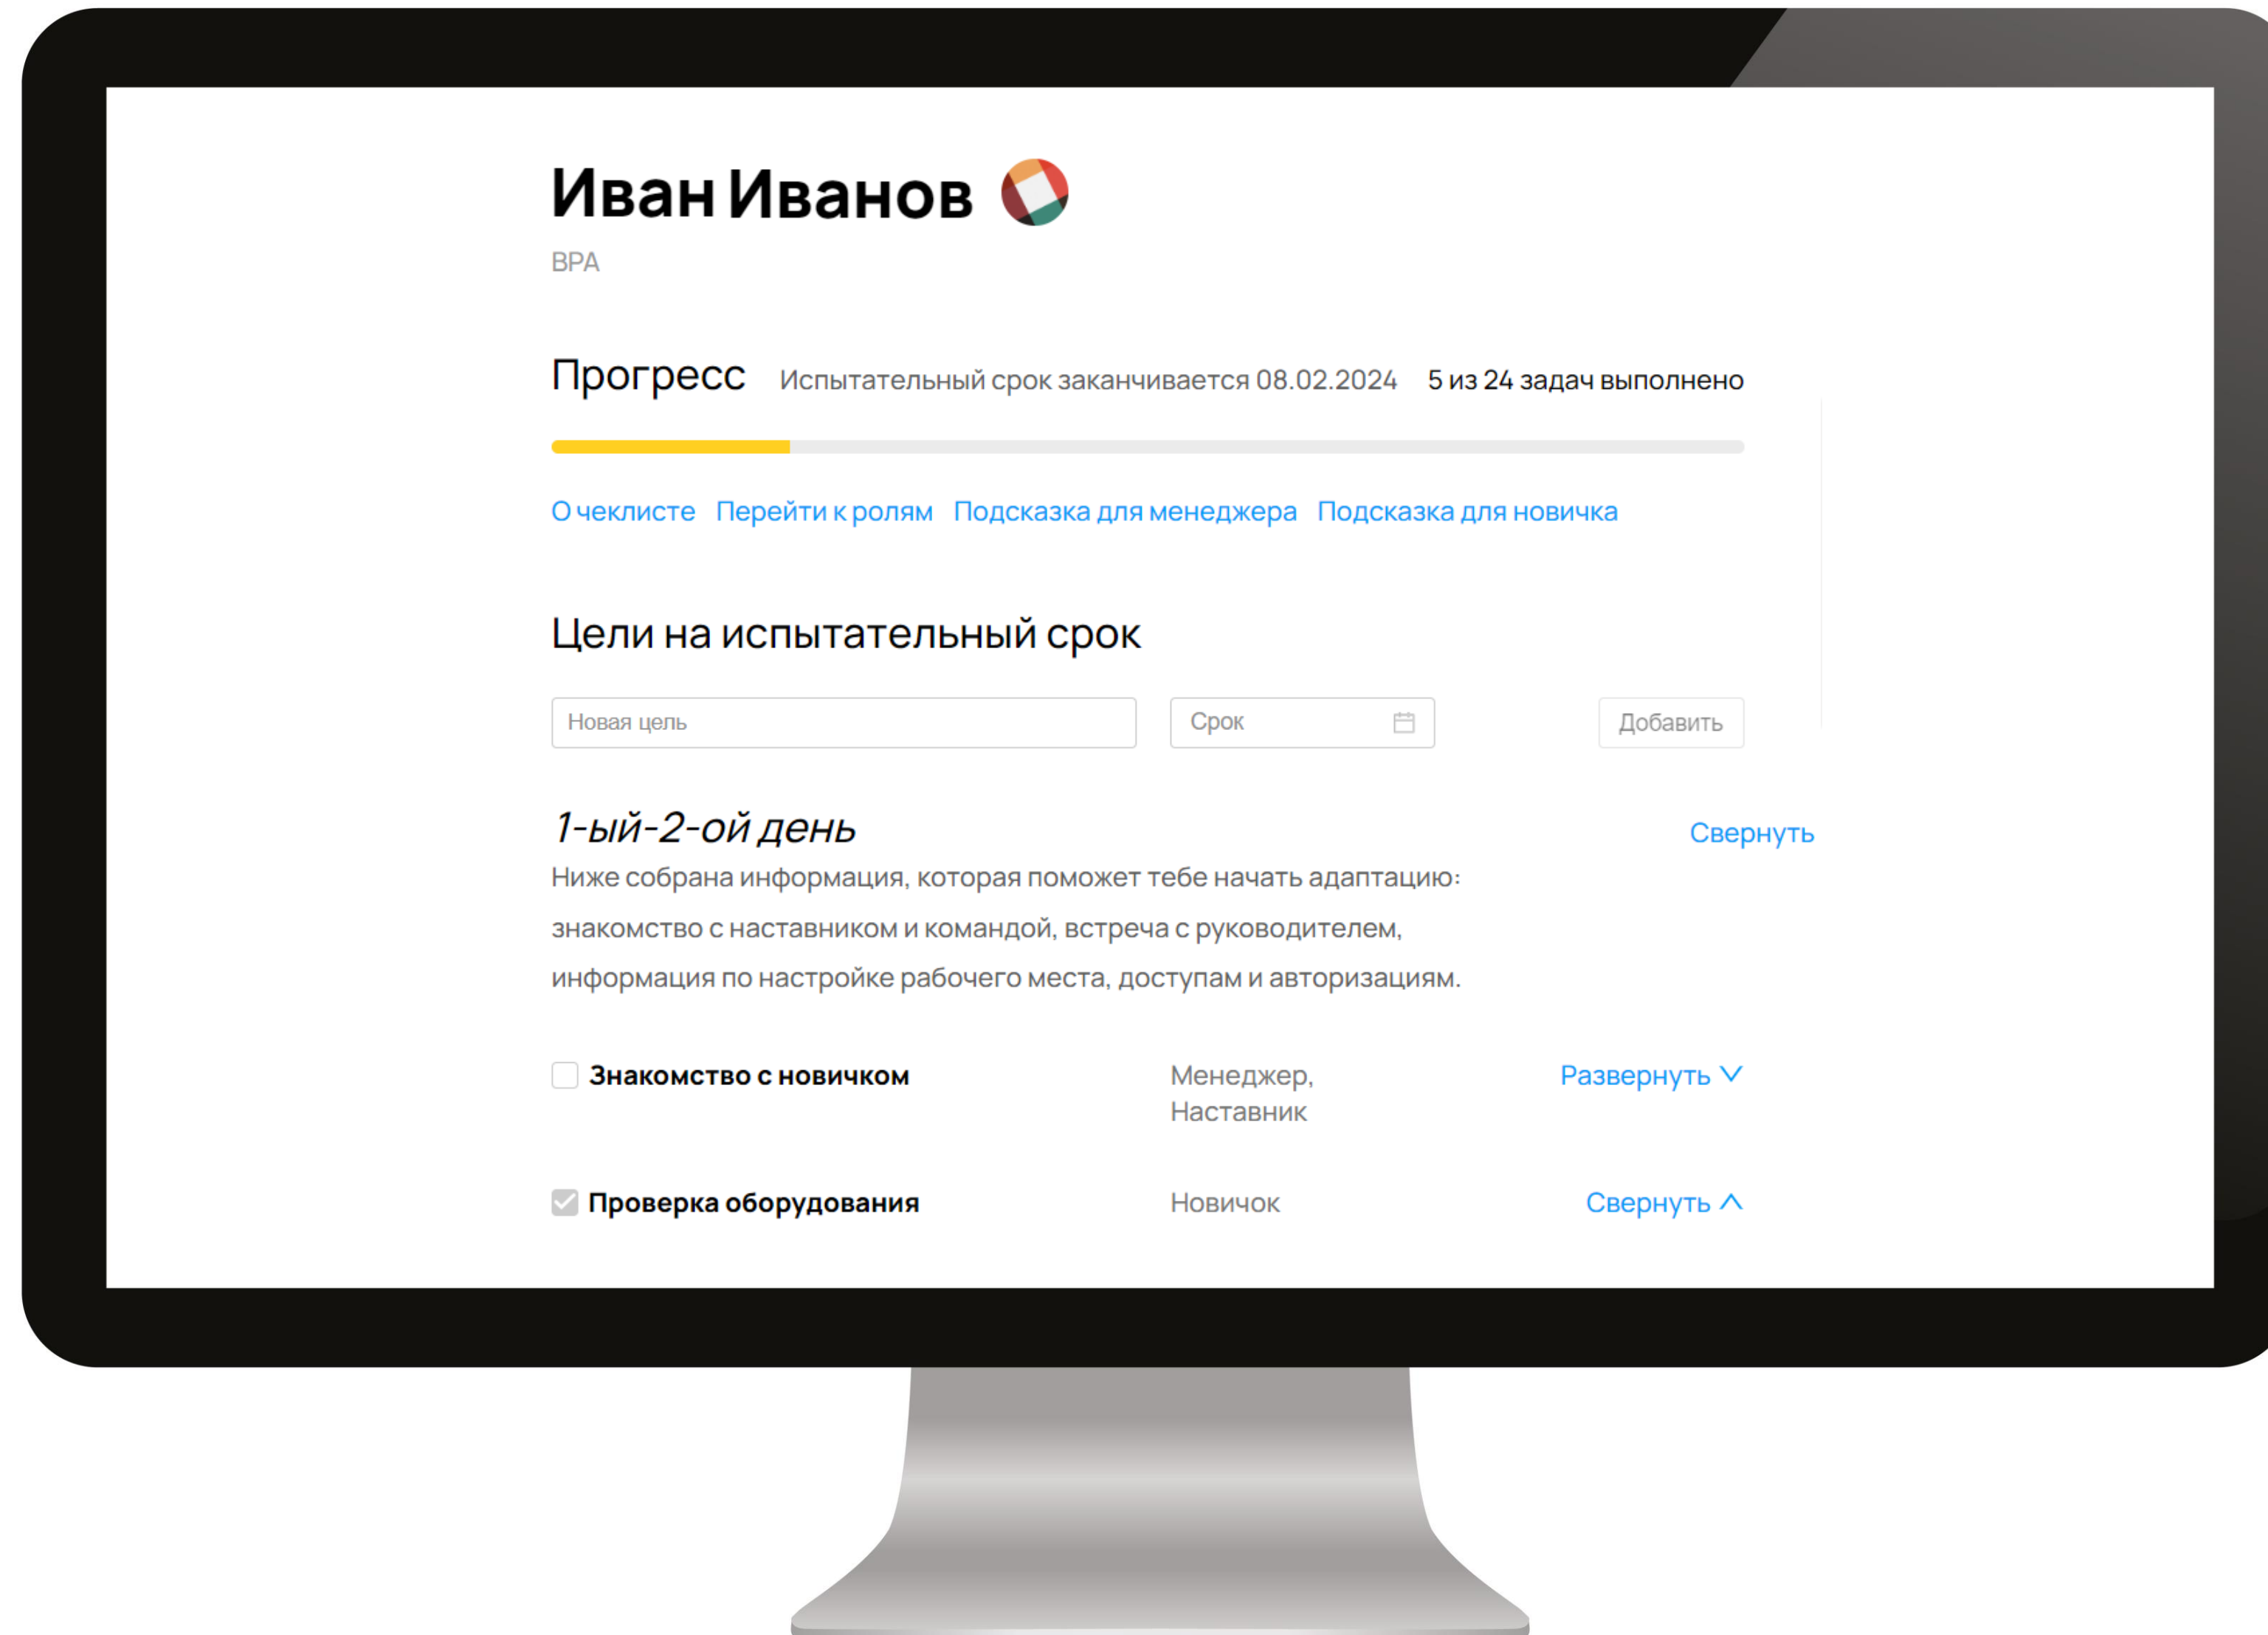 Иван Иванов
BPA
Прогресс Испытательный срок заканчивается 08.02.2024 5 из 24 задач выполнено
О чеклисте Перейти к ролям Подсказка для менеджера Подсказка для новичка
Цели на испытательный срок
Новая цель Срок Добавить
1-ый-2-ой день Свернуть
Ниже собрана информация, которая поможет тебе начать адаптацию:
знакомство с наставником и командой, встреча с руководителем,
информация по настройке рабочего места, доступам и авторизациям.
Знакомство с новичком Менеджер, Развернуть
Наставник
Проверка оборудования Новичок Свернуть